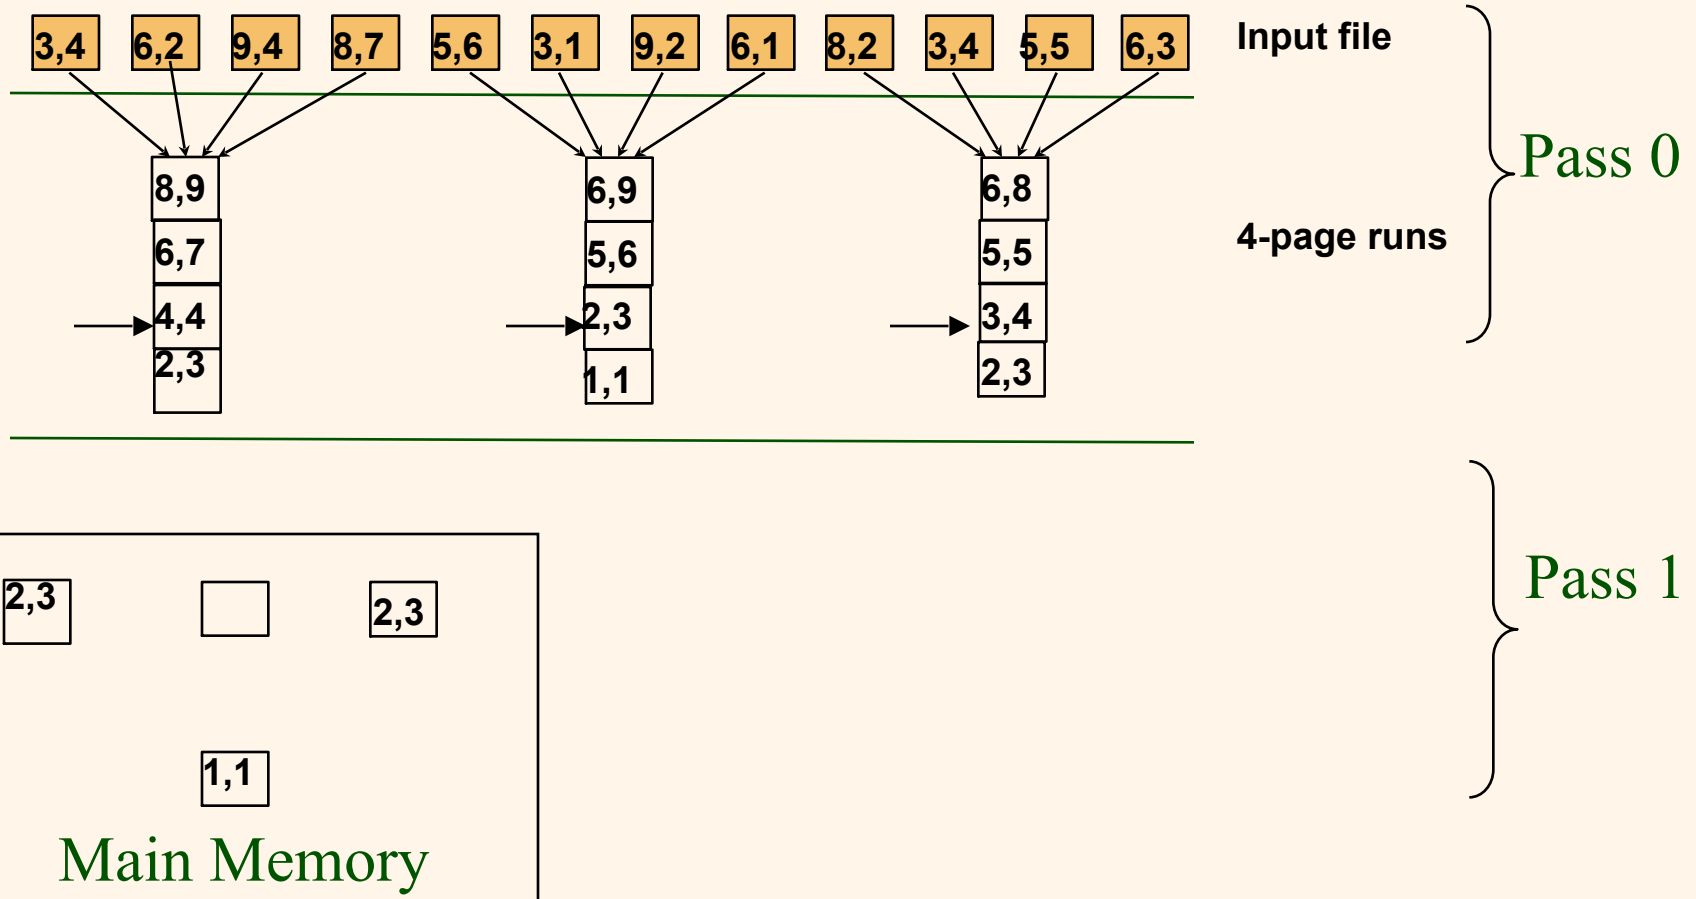 3,4 6,2 9,4 8,7 5,6 3,1 9,2 6,1 8,2 3,4 5,5 6,3 Input file
Pass 0
8,9 6,9 6,8
6,7 5,6 5,5 4-page runs
4,4 2,3 3,4
2,3 1,1 2,3
Pass 1
2,3 2,3
1,1
Main Memory